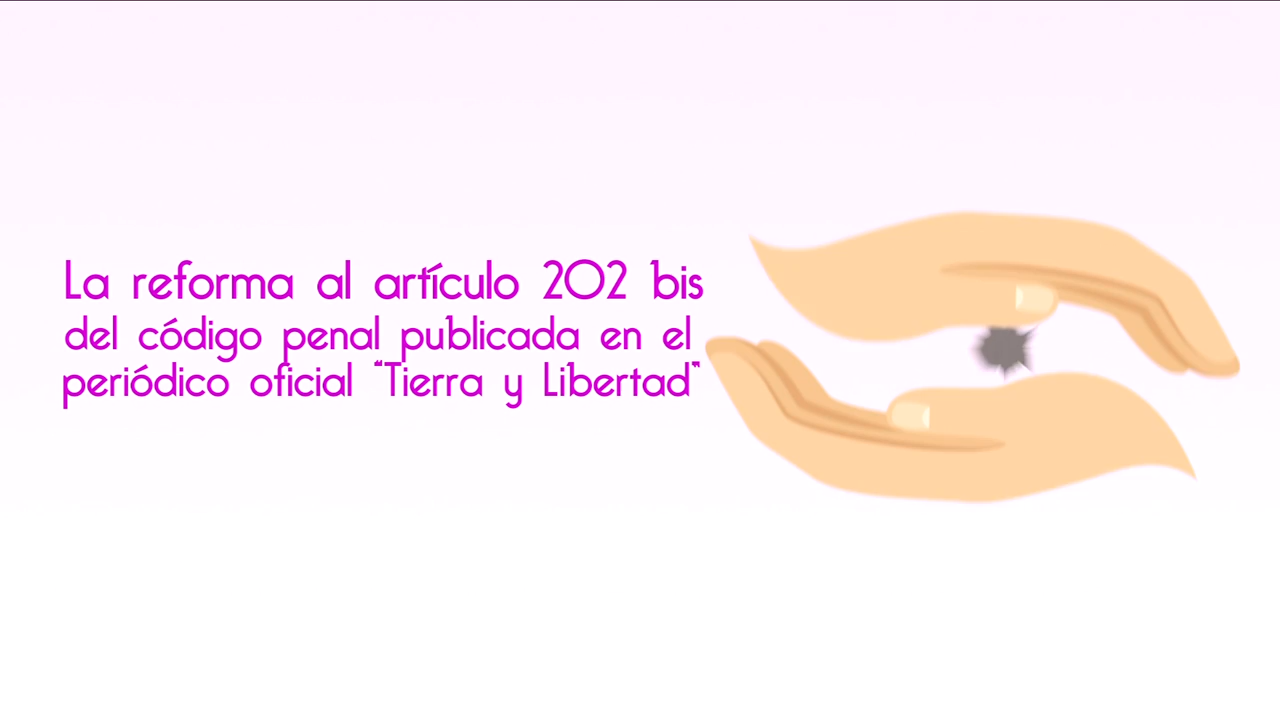 La reforma al artículo 202 bis
del código penal publicada en el
periódico oficial "Tierra y Libertad"